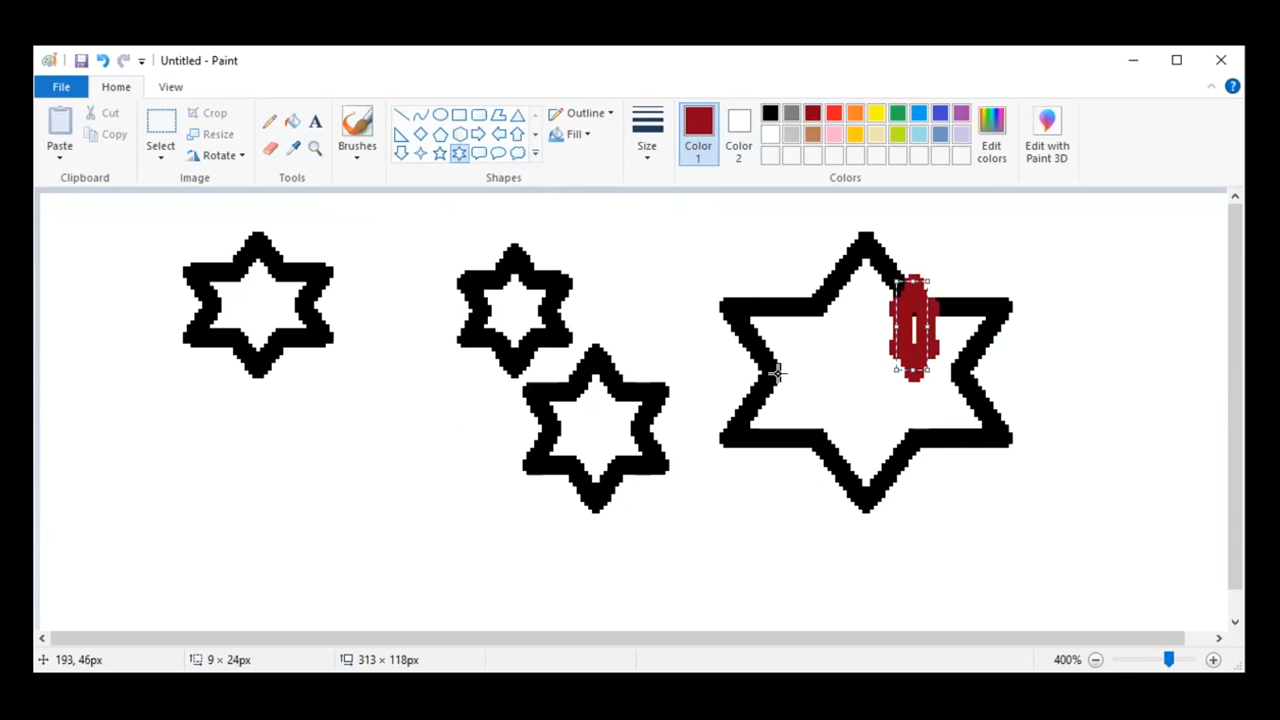 Untitled - Paint
File Home View
Paste
Cut
Copy
Clipboard
Select
Crop
Resize
Rotate
Image
A
Tools
Brushes
Outline
Fill
Shapes
Size
Color 1
Color 2
Edit colors
Colors
Edit with Paint 3D
193, 46px 9 × 24px 313 × 118px 400%